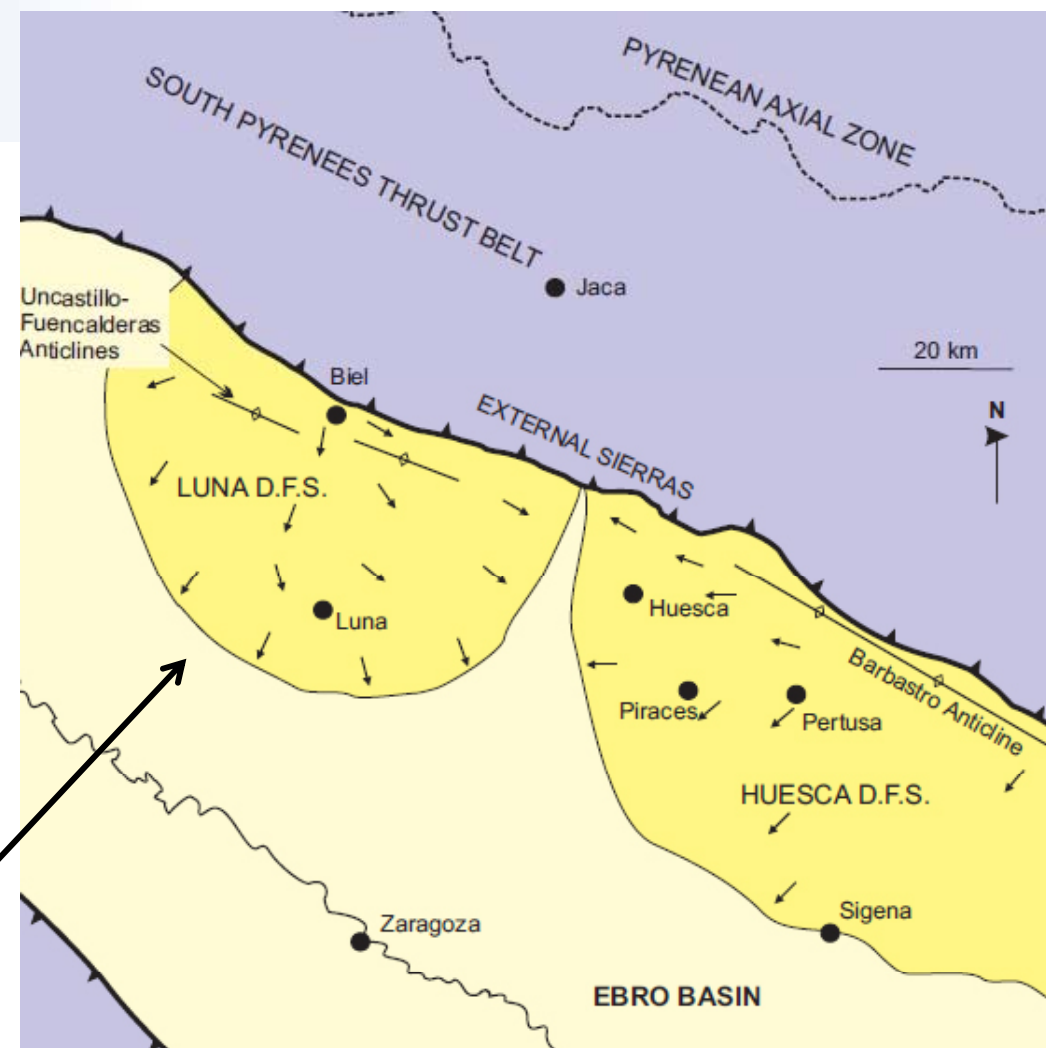 PYRENEAN AXIAL ZONE
SOUTH PYRENEES THRUST BELT
Jaca
Uncastillo-
Fuencalderas
Anticlines
20 km
Biel
N
EXTERNAL SIERRAS
LUNA D.F.S.
Huesca
Luna
Barbastro Anticline
Piraces
Pertusa
HUESCA D.F.S.
Sigena
Zaragoza
EBRO BASIN